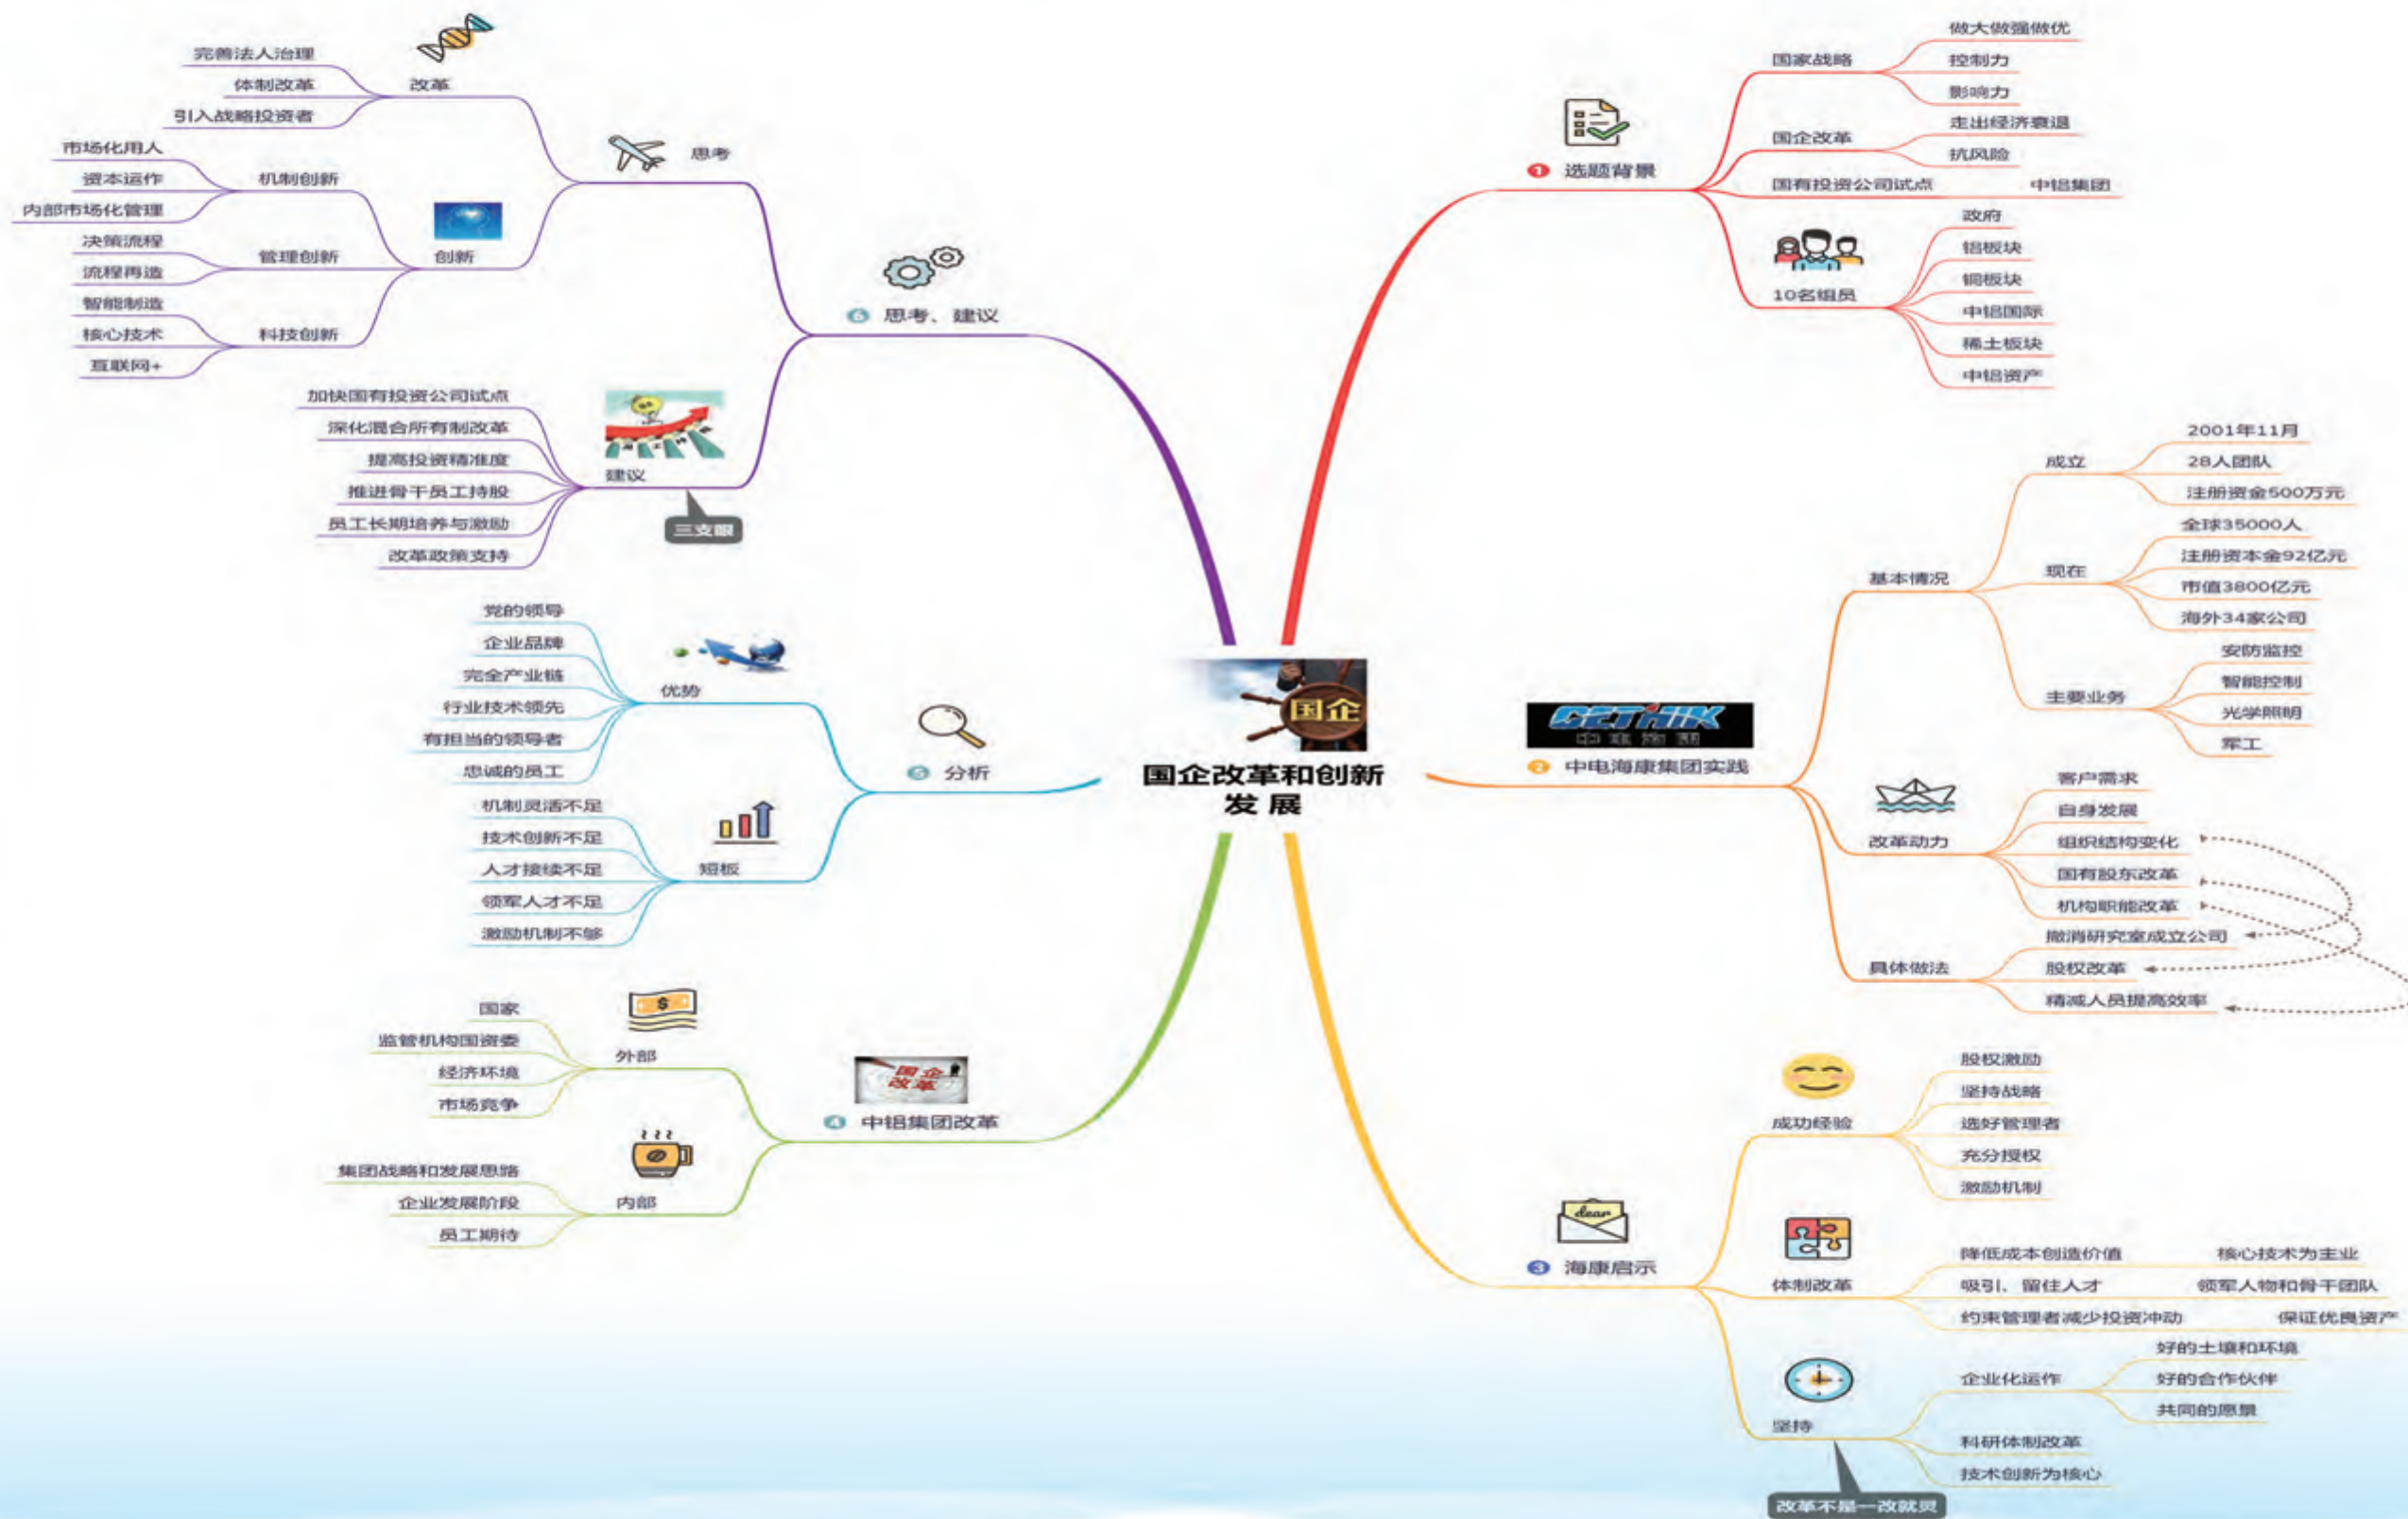 国企
国企改革和创新
发 展
1 选题背景
国家战略
做大做强做优
控制力
影响力
国企改革
走出经济衰退
抗风险
国有投资公司试点
中铝集团
10名组员
政府
铝板块
铜板块
中铝国际
稀土板块
中铝资产
CETHIK
中电海康
2 中电海康集团实践
基本情况
成立
2001年11月
28人团队
注册资金500万元
现在
全球35000人
注册资本金92亿元
市值3800亿元
海外34家公司
主要业务
安防监控
智能控制
光学照明
军工
改革动力
客户需求
自身发展
组织结构变化
国有股东改革
机构职能改革
具体做法
撤消研究室成立公司
股权改革
精减人员提高效率
dear
3 海康启示
成功经验
股权激励
坚持战略
选好管理者
充分授权
激励机制
体制改革
降低成本创造价值
核心技术为主业
吸引、留住人才
领军人物和骨干团队
约束管理者减少投资冲动
保证优良资产
坚持
企业化运作
好的土壤和环境
好的合作伙伴
共同的愿景
科研体制改革
技术创新为核心
改革不是一改就灵
国企
改革
4 中铝集团改革
外部
国家
监管机构国资委
经济环境
市场竞争
内部
集团战略和发展思路
企业发展阶段
员工期待
5 分析
优势
党的领导
企业品牌
完全产业链
行业技术领先
有担当的领导者
忠诚的员工
短板
机制灵活不足
技术创新不足
人才接续不足
领军人才不足
激励机制不够
6 思考、建议
思考
改革
完善法人治理
体制改革
引入战略投资者
创新
机制创新
市场化用人
资本运作
内部市场化管理
管理创新
决策流程
流程再造
科技创新
智能制造
核心技术
互联网+
建议
加快国有投资公司试点
深化混合所有制改革
提高投资精准度
推进骨干员工持股
员工长期培养与激励
改革政策支持
三支眼